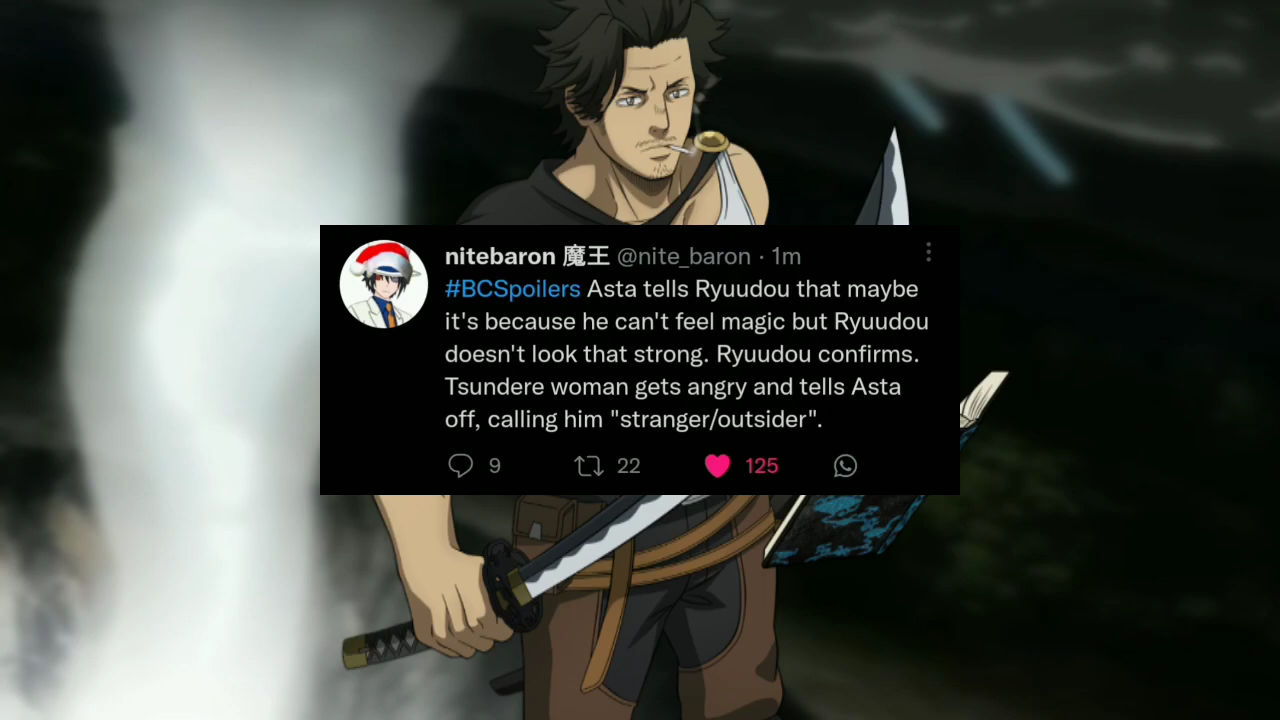 nitebaron 魔王 @nite_baron · 1m
#BCSpoilers Asta tells Ryuudou that maybe
it's because he can't feel magic but Ryuudou
doesn't look that strong. Ryuudou confirms.
Tsundere woman gets angry and tells Asta
off, calling him "stranger/outsider".
9 22 125